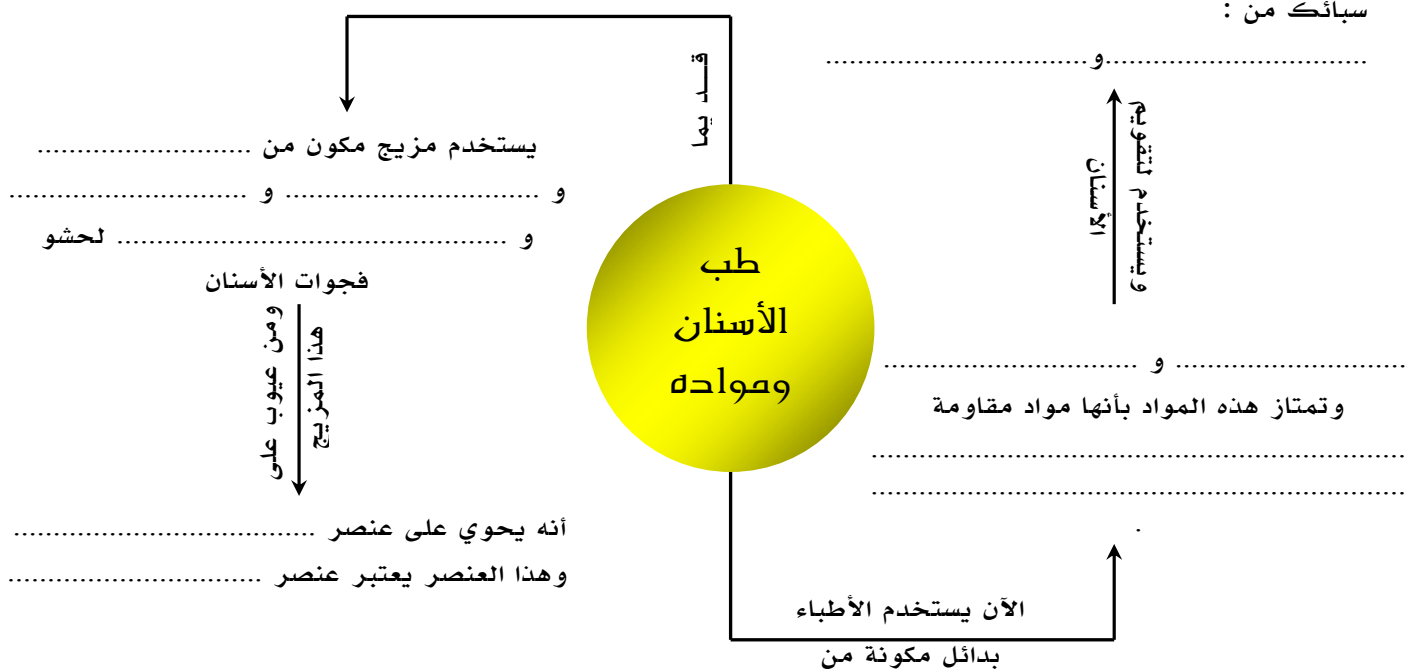 سبائك من :
.............................و.............................
ويستخدم لتقويم
الأسنان
قديما
يستخدم مزيج مكون من .........................
و ............................. و ...........................
و ............................................. لحشو
فجوات الأسنان
ومن عيوب على
هذا المزيج
أنه يحوي على عنصر ..................................
وهذا العنصر يعتبر عنصر .............................
طب
الأسنان
ومواده
........................... و .............................
وتمتاز هذه المواد بأنها مواد مقاومة
.............................................................
.............................................................
.
الآن يستخدم الأطباء
بدائل مكونة من